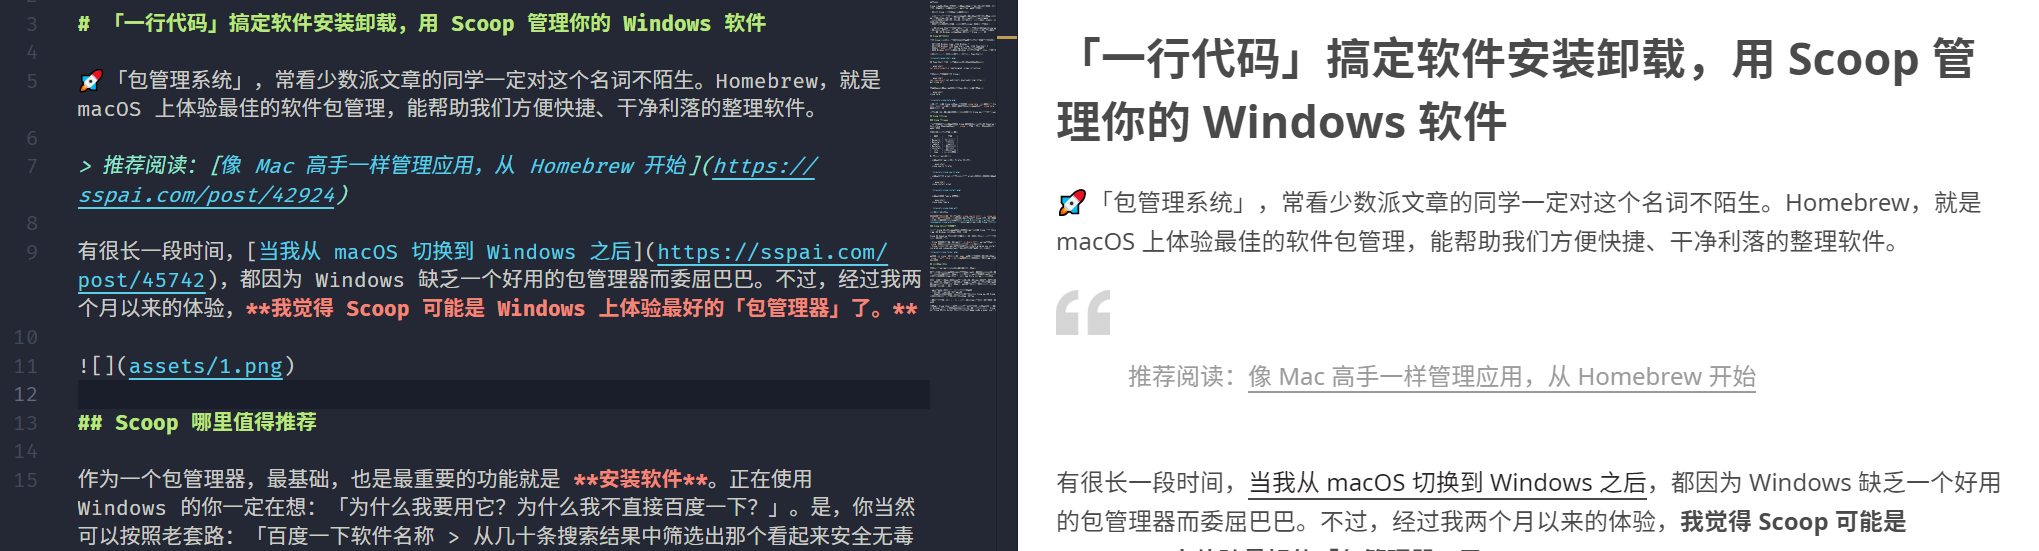 3 # 「一行代码」搞定软件安装卸载，用 Scoop 管理你的 Windows 软件
4
5 🚀「包管理系统」，常看少数派文章的同学一定对这个名词不陌生。Homebrew，就是
macOS 上体验最佳的软件包管理，能帮助我们方便快捷、干净利落的整理软件。
6
7 > 推荐阅读：[像 Mac 高手一样管理应用，从 Homebrew 开始](https://
sspai.com/post/42924)
8
9 有很长一段时间，[当我从 macOS 切换到 Windows 之后](https://sspai.com/
post/45742)，都因为 Windows 缺乏一个好用的包管理器而委屈巴巴。不过，经过我两
个月以来的体验，**我觉得 Scoop 可能是 Windows 上体验最好的「包管理器」了。**
10
11 ![](assets/1.png)
12
13 ## Scoop 哪里值得推荐
14
15 作为一个包管理器，最基础，也是最重要的功能就是 **安装软件**。正在使用
Windows 的你一定在想：「为什么我要用它？为什么我不直接百度一下？」。是，你当然
可以按照老套路：「百度一下软件名称 > 从几十条搜索结果中筛选出那个看起来安全无毒
「一行代码」搞定软件安装卸载，用 Scoop 管
理你的 Windows 软件
🚀「包管理系统」，常看少数派文章的同学一定对这个名词不陌生。Homebrew，就是
macOS 上体验最佳的软件包管理，能帮助我们方便快捷、干净利落的整理软件。
推荐阅读：像 Mac 高手一样管理应用，从 Homebrew 开始
有很长一段时间，当我从 macOS 切换到 Windows 之后，都因为 Windows 缺乏一个好用
的包管理器而委屈巴巴。不过，经过我两个月以来的体验，我觉得 Scoop 可能是